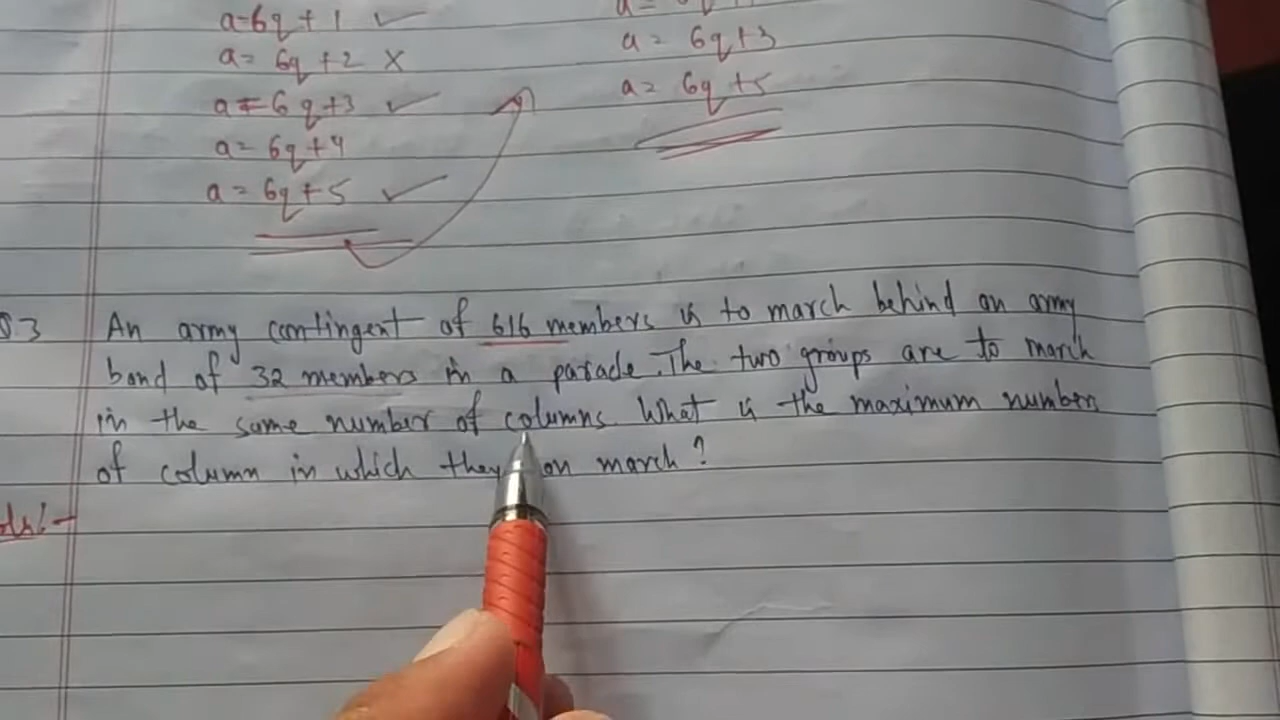 a=6q+1 ✓
a= 6q+2 X
a=6q+3 ✓
a=6q+4
a=6q+5 ✓
a= 6q+3
a= 6q+5
Q3 An army contingent of 616 members is to march behind an army
band of 32 members in a parade. The two groups are to march
in the same number of columns. What is the maximum number
of column in which they march?